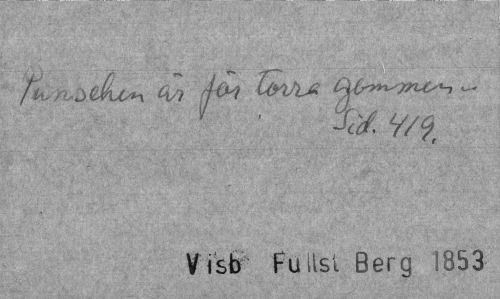 Punschen är för torra gommen -
Sid. 419.
Visb Fullst Berg 1853